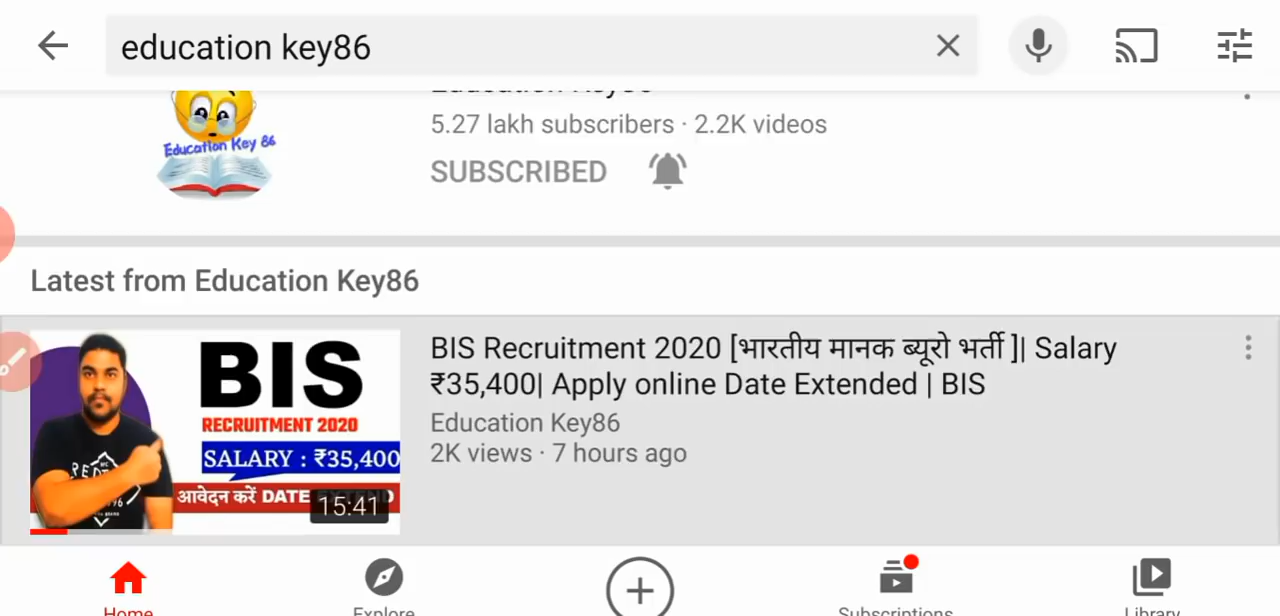 education key86
Education Key86
Education Key 86
5.27 lakh subscribers · 2.2K videos
SUBSCRIBED
Latest from Education Key86
BIS
RECRUITMENT 2020
SALARY : ₹35,400
आवेदन करें DATE
15:41
BIS Recruitment 2020 [भारतीय मानक ब्यूरो भर्ती ]| Salary
₹35,400| Apply online Date Extended | BIS
Education Key86
2K views · 7 hours ago
Home
Explore
Subscriptions
Library